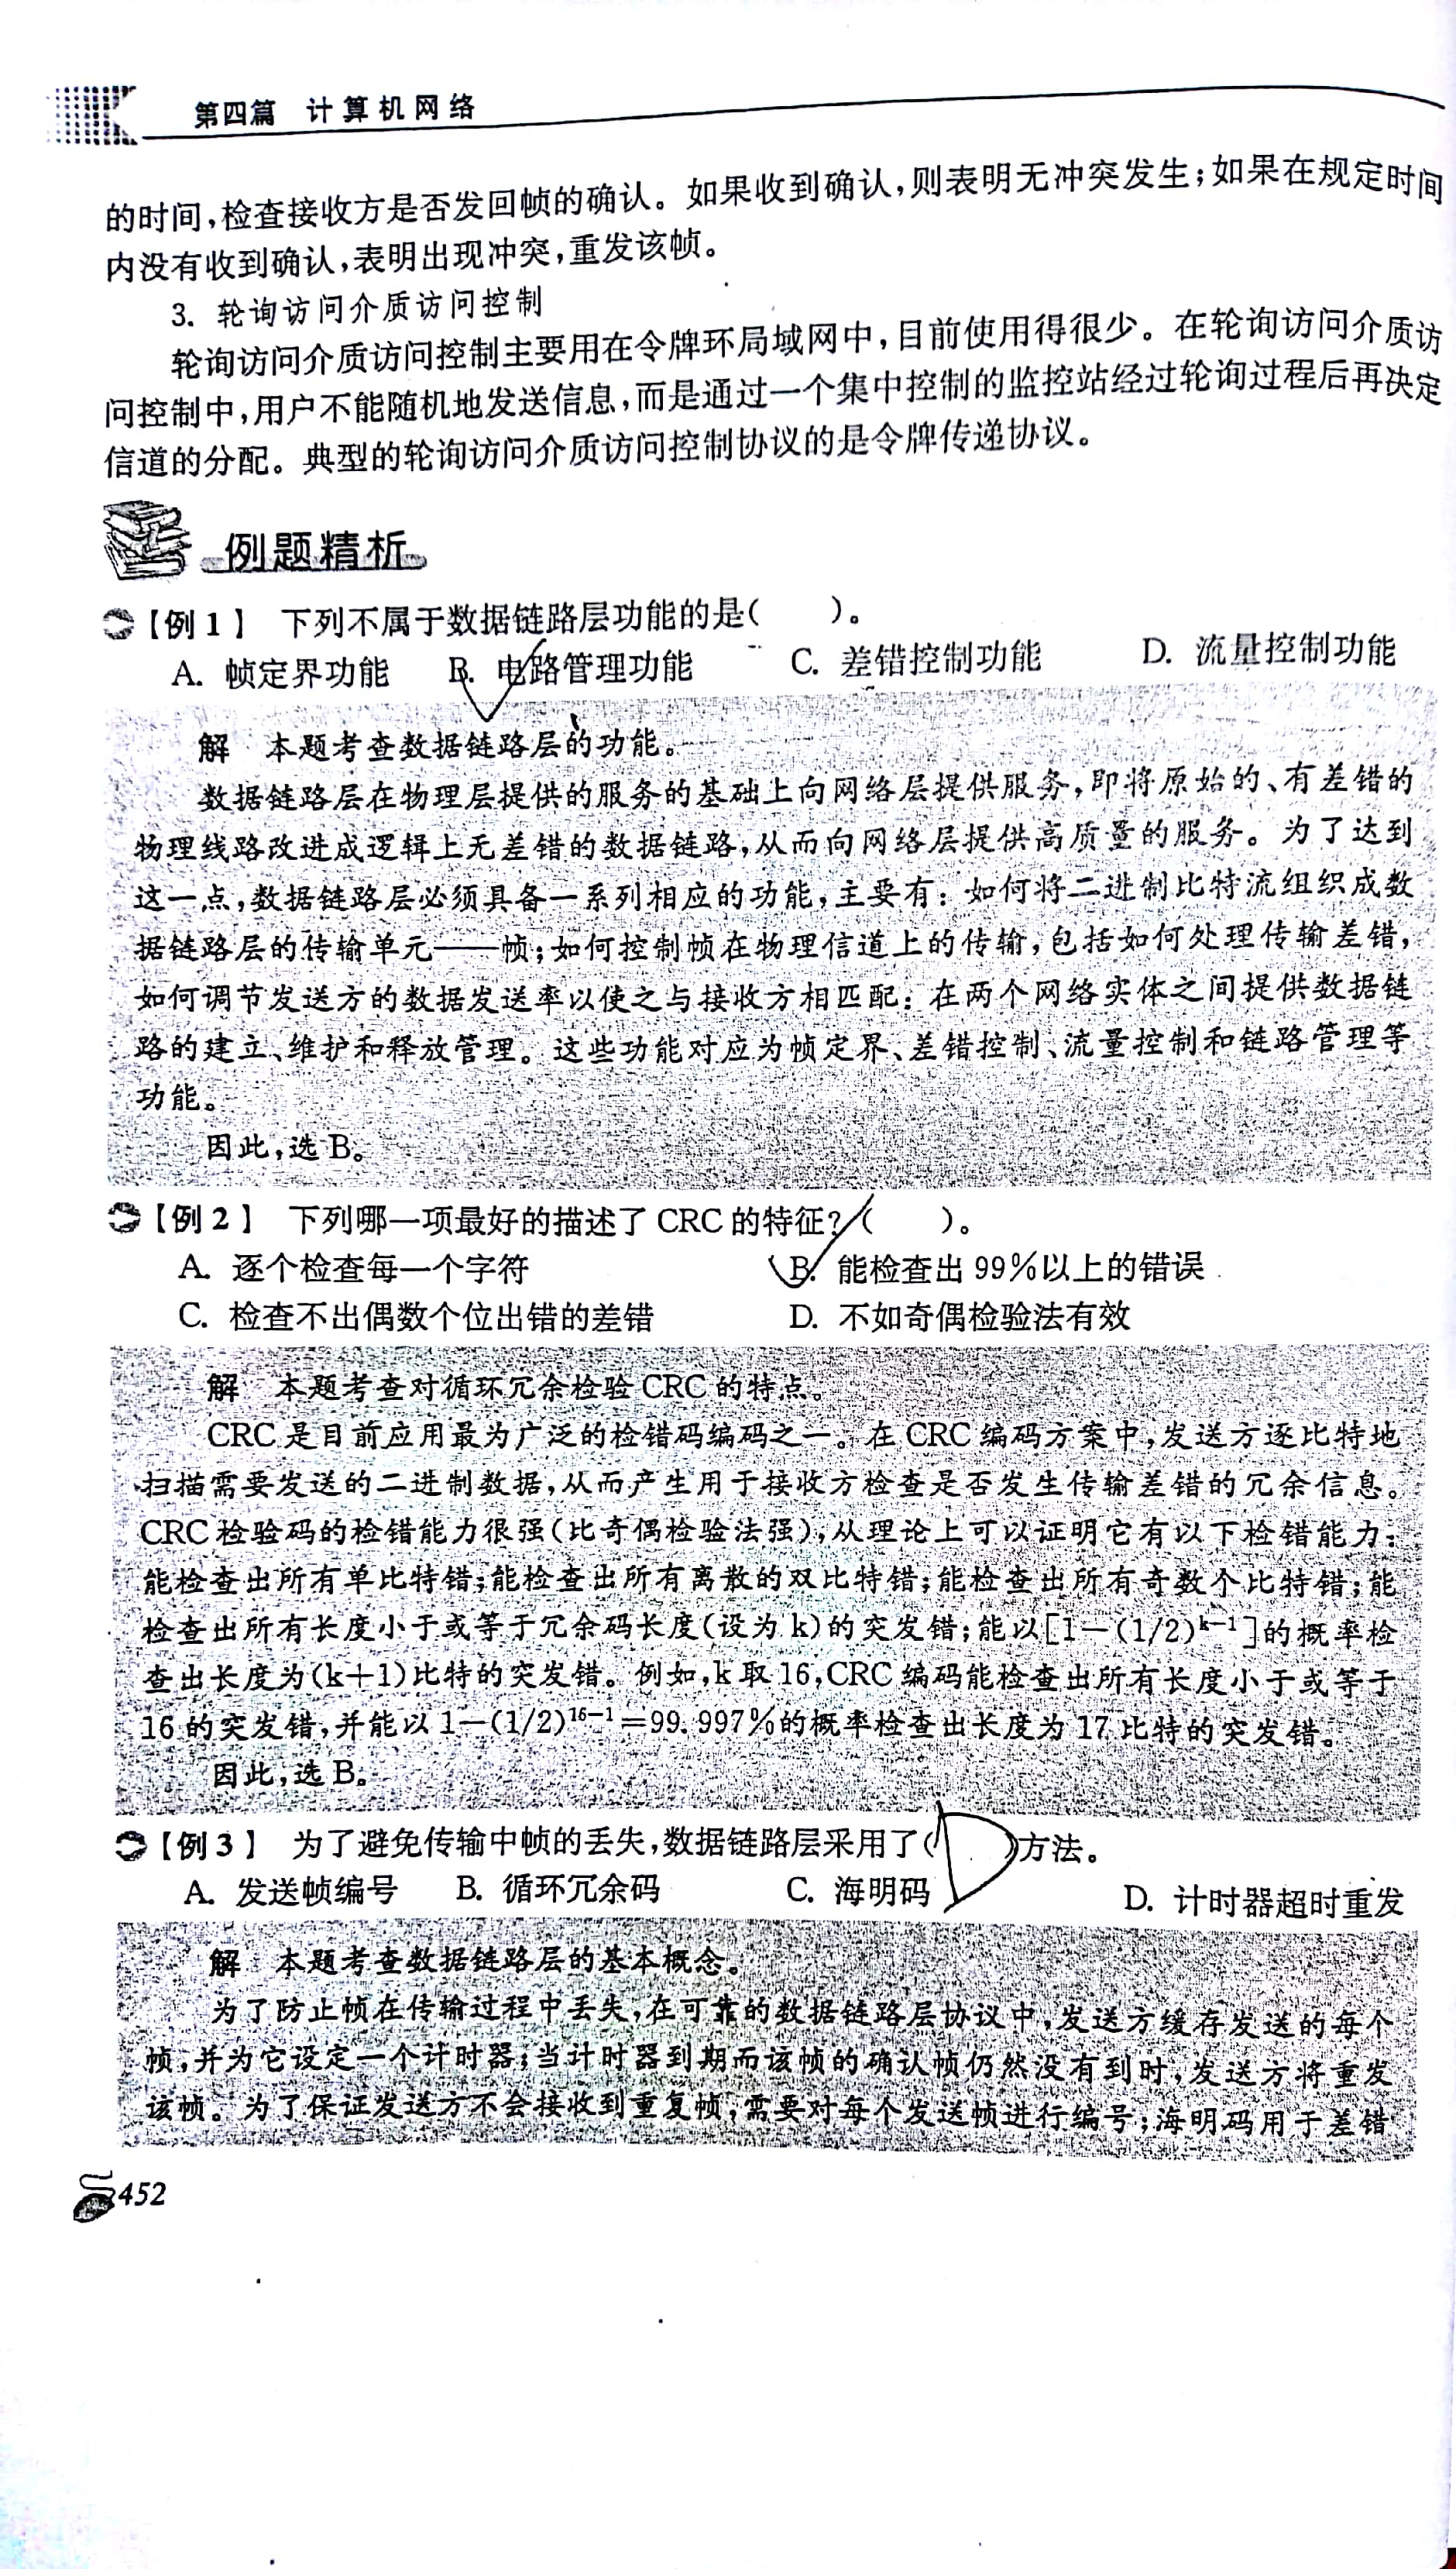 第四篇 计算机网络
的时间,检查接收方是否发回帧的确认。如果收到确认,则表明无冲突发生;如果在规定时间
内没有收到确认,表明出现冲突,重发该帧。
3. 轮询访问介质访问控制
轮询访问介质访问控制主要用在令牌环局域网中,目前使用得很少。在轮询访问介质访
问控制中,用户不能随机地发送信息,而是通过一个集中控制的监控站经过轮询过程后再决定
信道的分配。典型的轮询访问介质访问控制协议的是令牌传递协议。
例题精析
【例1】 下列不属于数据链路层功能的是( )。
A. 帧定界功能 B. 电路管理功能 C. 差错控制功能 D. 流量控制功能
解 本题考查数据链路层的功能。
数据链路层在物理层提供的服务的基础上向网络层提供服务,即将原始的、有差错的
物理线路改进成逻辑上无差错的数据链路,从而向网络层提供高质量的服务。为了达到
这一点,数据链路层必须具备一系列相应的功能,主要有:如何将二进制比特流组织成数
据链路层的传输单元——帧;如何控制帧在物理信道上的传输,包括如何处理传输差错,
如何调节发送方的数据发送率以使之与接收方相匹配;在两个网络实体之间提供数据链
路的建立、维护和释放管理。这些功能对应为帧定界、差错控制、流量控制和链路管理等
功能。
因此,选B。
【例2】 下列哪一项最好的描述了CRC的特征?( )。
A. 逐个检查每一个字符 B. 能检查出99%以上的错误
C. 检查不出偶数个位出错的差错 D. 不如奇偶检验法有效
解 本题考查对循环冗余检验CRC的特点。
CRC是目前应用最为广泛的检错码编码之一。在CRC编码方案中,发送方逐比特地
扫描需要发送的二进制数据,从而产生用于接收方检查是否发生传输差错的冗余信息。
CRC检验码的检错能力很强(比奇偶检验法强),从理论上可以证明它有以下检错能力:
能检查出所有单比特错;能检查出所有离散的双比特错;能检查出所有奇数个比特错;能
检查出所有长度小于或等于冗余码长度(设为k)的突发错;能以[1-(1/2)^{k-1}]的概率检
查出长度为(k+1)比特的突发错。例如,k取16,CRC编码能检查出所有长度小于或等于
16的突发错,并能以1-(1/2)^{16-1}=99.997%的概率检查出长度为17比特的突发错。
因此,选B。
【例3】 为了避免传输中帧的丢失,数据链路层采用了(D)方法。
A. 发送帧编号 B. 循环冗余码 C. 海明码 D. 计时器超时重发
解 本题考查数据链路层的基本概念。
为了防止帧在传输过程中丢失,在可靠的数据链路层协议中,发送方缓存发送的每个
帧,并为它设定一个计时器;当计时器到期而该帧的确认帧仍然没有到时,发送方将重发
该帧。为了保证发送方不会接收到重复帧,需要对每个发送帧进行编号;海明码用于差错
452